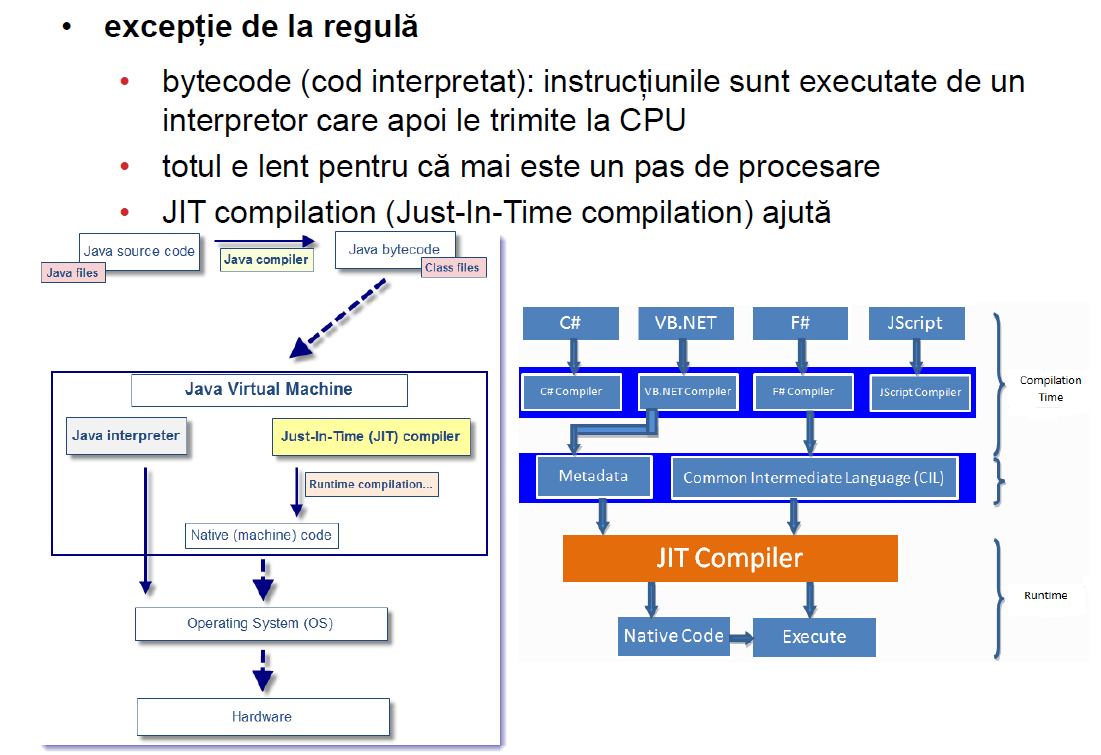 • excepție de la regulă
• bytecode (cod interpretat): instrucțiunile sunt executate de un
interpretor care apoi le trimite la CPU
• totul e lent pentru că mai este un pas de procesare
• JIT compilation (Just-In-Time compilation) ajută
Java source code
Java files
Java compiler
Java bytecode
Class files
Java Virtual Machine
Java interpreter
Just-In-Time (JIT) compiler
Runtime compilation...
Native (machine) code
Operating System (OS)
Hardware
C#
VB.NET
F#
JScript
C# Compiler
VB.NET Compiler
F# Compiler
JScript Compiler
Compilation
Time
Metadata
Common Intermediate Language (CIL)
JIT Compiler
Native Code
Execute
Runtime